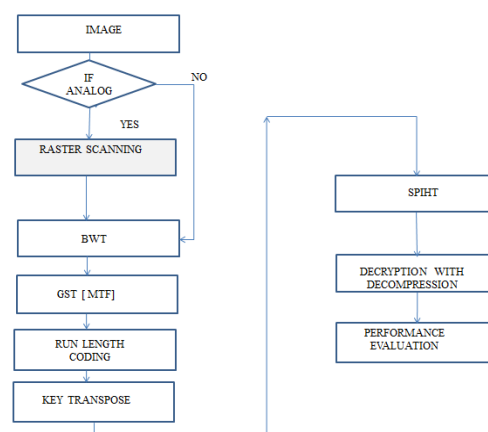 IMAGE
IF
ANALOG
NO
YES
RASTER SCANNING
BWT
GST [ MTF]
RUN LENGTH
CODING
KEY TRANSPOSE
SPIHT
DECRYPTION WITH
DECOMPRESSION
PERFORMANCE
EVALUATION